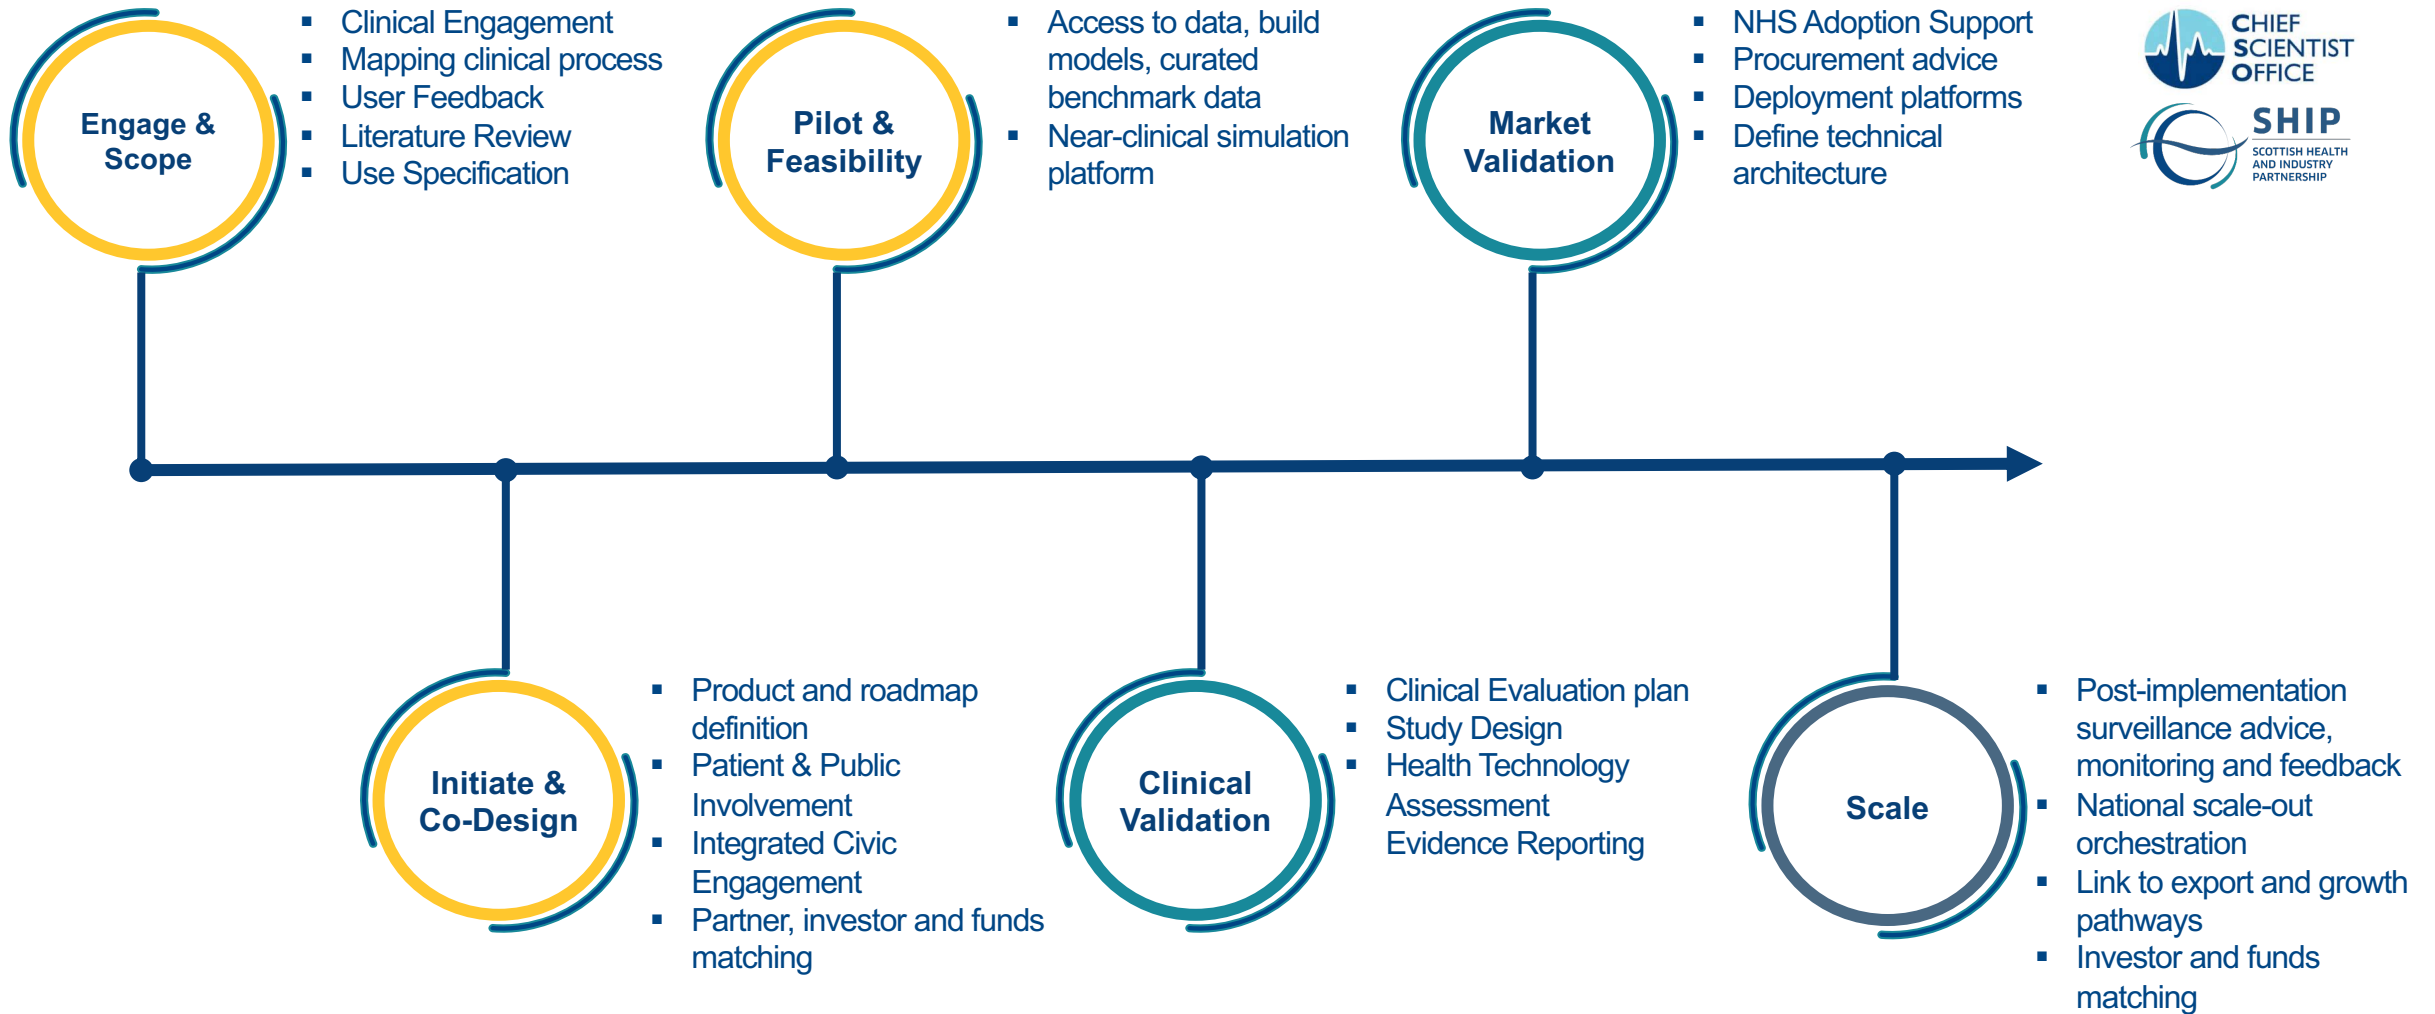 Engage &
Scope
▪ Clinical Engagement
▪ Mapping clinical process
▪ User Feedback
▪ Literature Review
▪ Use Specification
Pilot &
Feasibility
▪ Access to data, build
models, curated
benchmark data
▪ Near-clinical simulation
platform
Market
Validation
▪ NHS Adoption Support
▪ Procurement advice
▪ Deployment platforms
▪ Define technical
architecture
CHIEF
SCIENTIST
OFFICE
SHIP
SCOTTISH HEALTH
AND INDUSTRY
PARTNERSHIP
Initiate &
Co-Design
▪ Product and roadmap
definition
▪ Patient & Public
Involvement
▪ Integrated Civic
Engagement
▪ Partner, investor and funds
matching
Clinical
Validation
▪ Clinical Evaluation plan
▪ Study Design
▪ Health Technology
Assessment
Evidence Reporting
Scale
▪ Post-implementation
surveillance advice,
monitoring and feedback
▪ National scale-out
orchestration
▪ Link to export and growth
pathways
▪ Investor and funds
matching